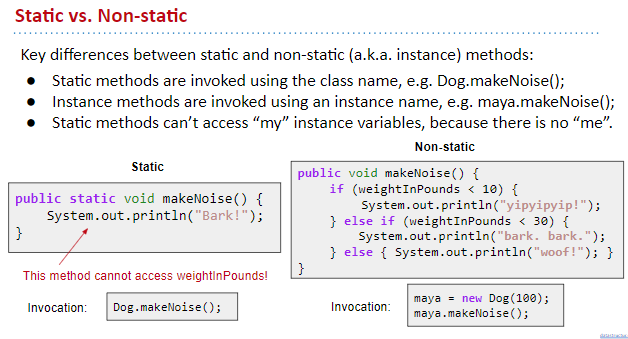 Static vs. Non-static
Key differences between static and non-static (a.k.a. instance) methods:
● Static methods are invoked using the class name, e.g. Dog.makeNoise();
● Instance methods are invoked using an instance name, e.g. maya.makeNoise();
● Static methods can’t access “my” instance variables, because there is no “me”.
Static
public static void makeNoise() {
System.out.println("Bark!");
}
This method cannot access weightInPounds!
Invocation:
Dog.makeNoise();
Non-static
public void makeNoise() {
if (weightInPounds < 10) {
System.out.println("yipyipyip!");
} else if (weightInPounds < 30) {
System.out.println("bark. bark.");
} else { System.out.println("woof!"); }
}
Invocation:
maya = new Dog(100);
maya.makeNoise();